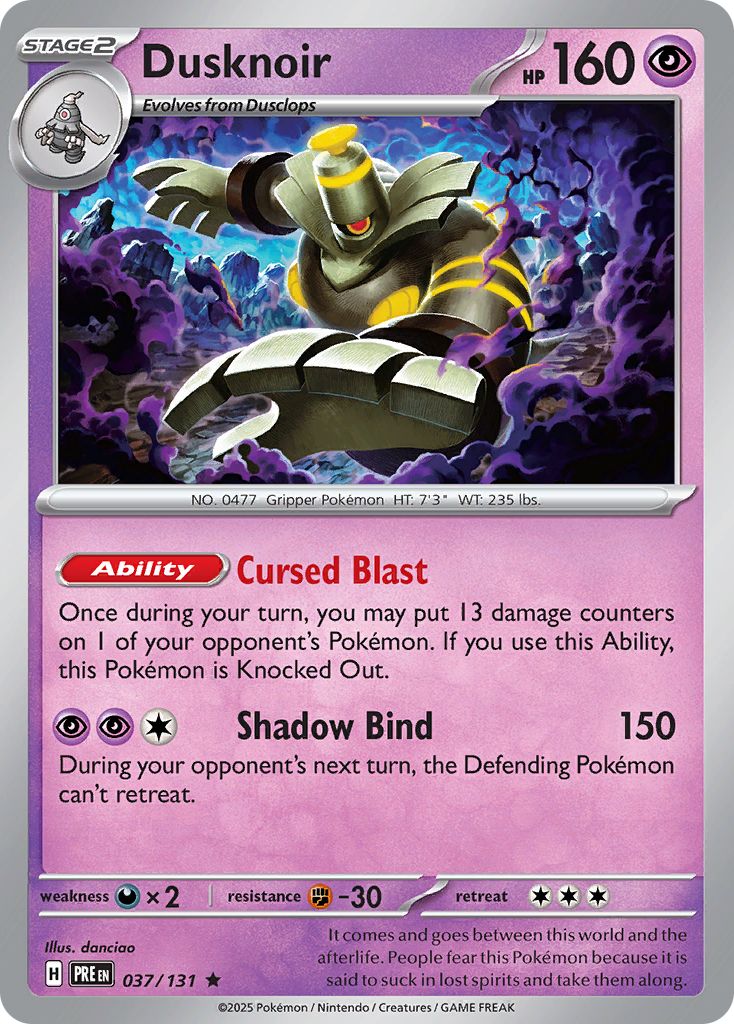 STAGE2
Dusknoir
HP 160
Evolves from Dusclops
NO. 0477 Gripper Pokémon HT: 7'3" WT: 235 lbs.
Ability Cursed Blast
Once during your turn, you may put 13 damage counters
on 1 of your opponent's Pokémon. If you use this Ability,
this Pokémon is Knocked Out.
Shadow Bind 150
During your opponent's next turn, the Defending Pokémon
can't retreat.
weakness ×2 resistance -30 retreat
Illus. danciao
H PRE EN 037/131 ★
It comes and goes between this world and the
afterlife. People fear this Pokémon because it is
said to suck in lost spirits and take them along.
©2025 Pokémon / Nintendo / Creatures / GAME FREAK